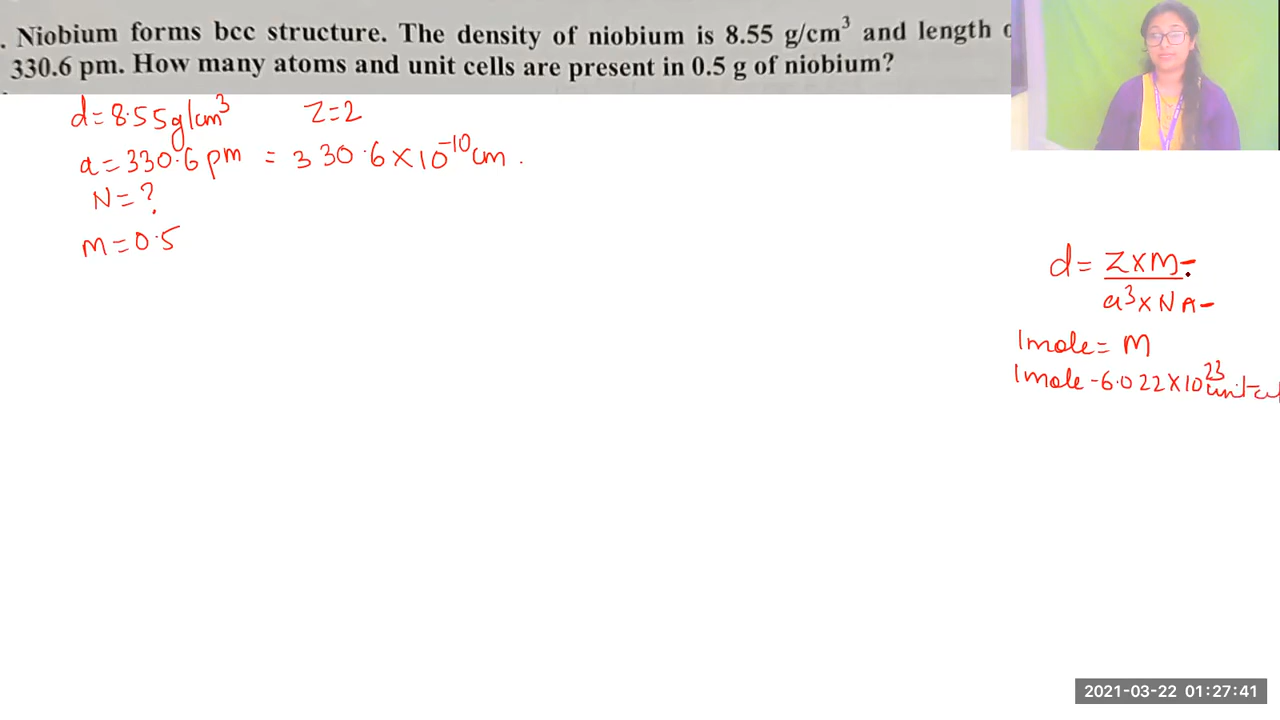 . Niobium forms bcc structure. The density of niobium is 8.55 g/cm³ and length
330.6 pm. How many atoms and unit cells are present in 0.5 g of niobium?
d = 8.55 g/cm³ Z = 2
a = 330.6 pm = 330.6 × 10⁻¹⁰ cm.
N = ?
m = 0.5
d = Z × M
a³ × NA
1 mole = M
1 mole - 6.022 × 10²³
2021-03-22 01:27:41